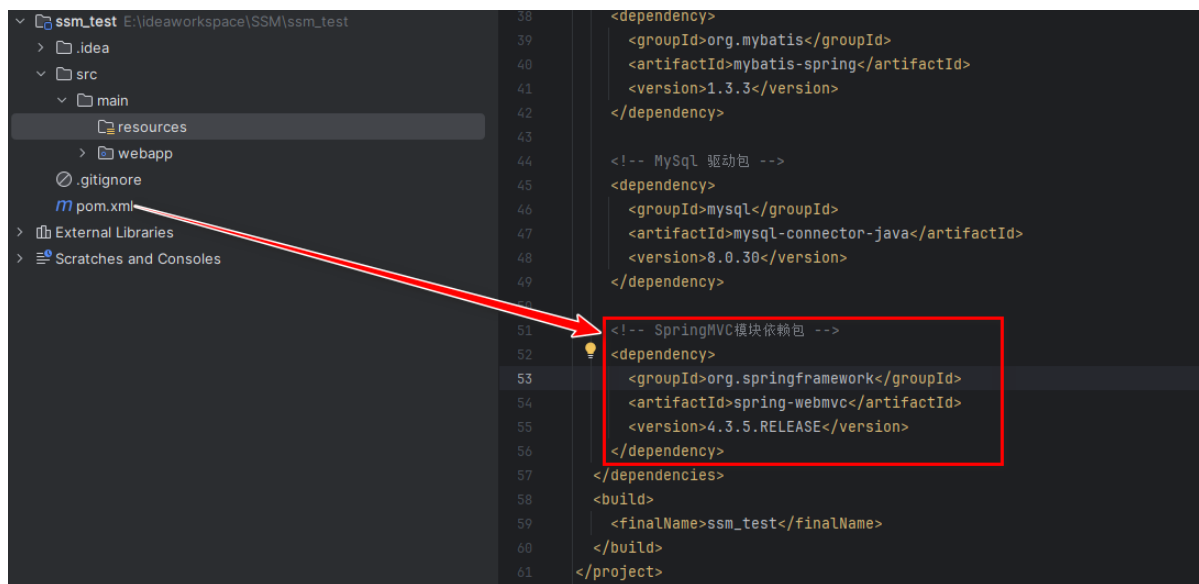 ssm_test E:\ideaworkspace\SSM\ssm_test
.idea
src
main
resources
webapp
.gitignore
pom.xml
External Libraries
Scratches and Consoles
38 <dependency>
39 <groupId>org.mybatis</groupId>
40 <artifactId>mybatis-spring</artifactId>
41 <version>1.3.3</version>
42 </dependency>
43
44 <!-- MySql 驱动包 -->
45 <dependency>
46 <groupId>mysql</groupId>
47 <artifactId>mysql-connector-java</artifactId>
48 <version>8.0.30</version>
49 </dependency>
50
51 <!-- SpringMVC模块依赖包 -->
52 <dependency>
53 <groupId>org.springframework</groupId>
54 <artifactId>spring-webmvc</artifactId>
55 <version>4.3.5.RELEASE</version>
56 </dependency>
57 </dependencies>
58 <build>
59 <finalName>ssm_test</finalName>
60 </build>
61 </project>